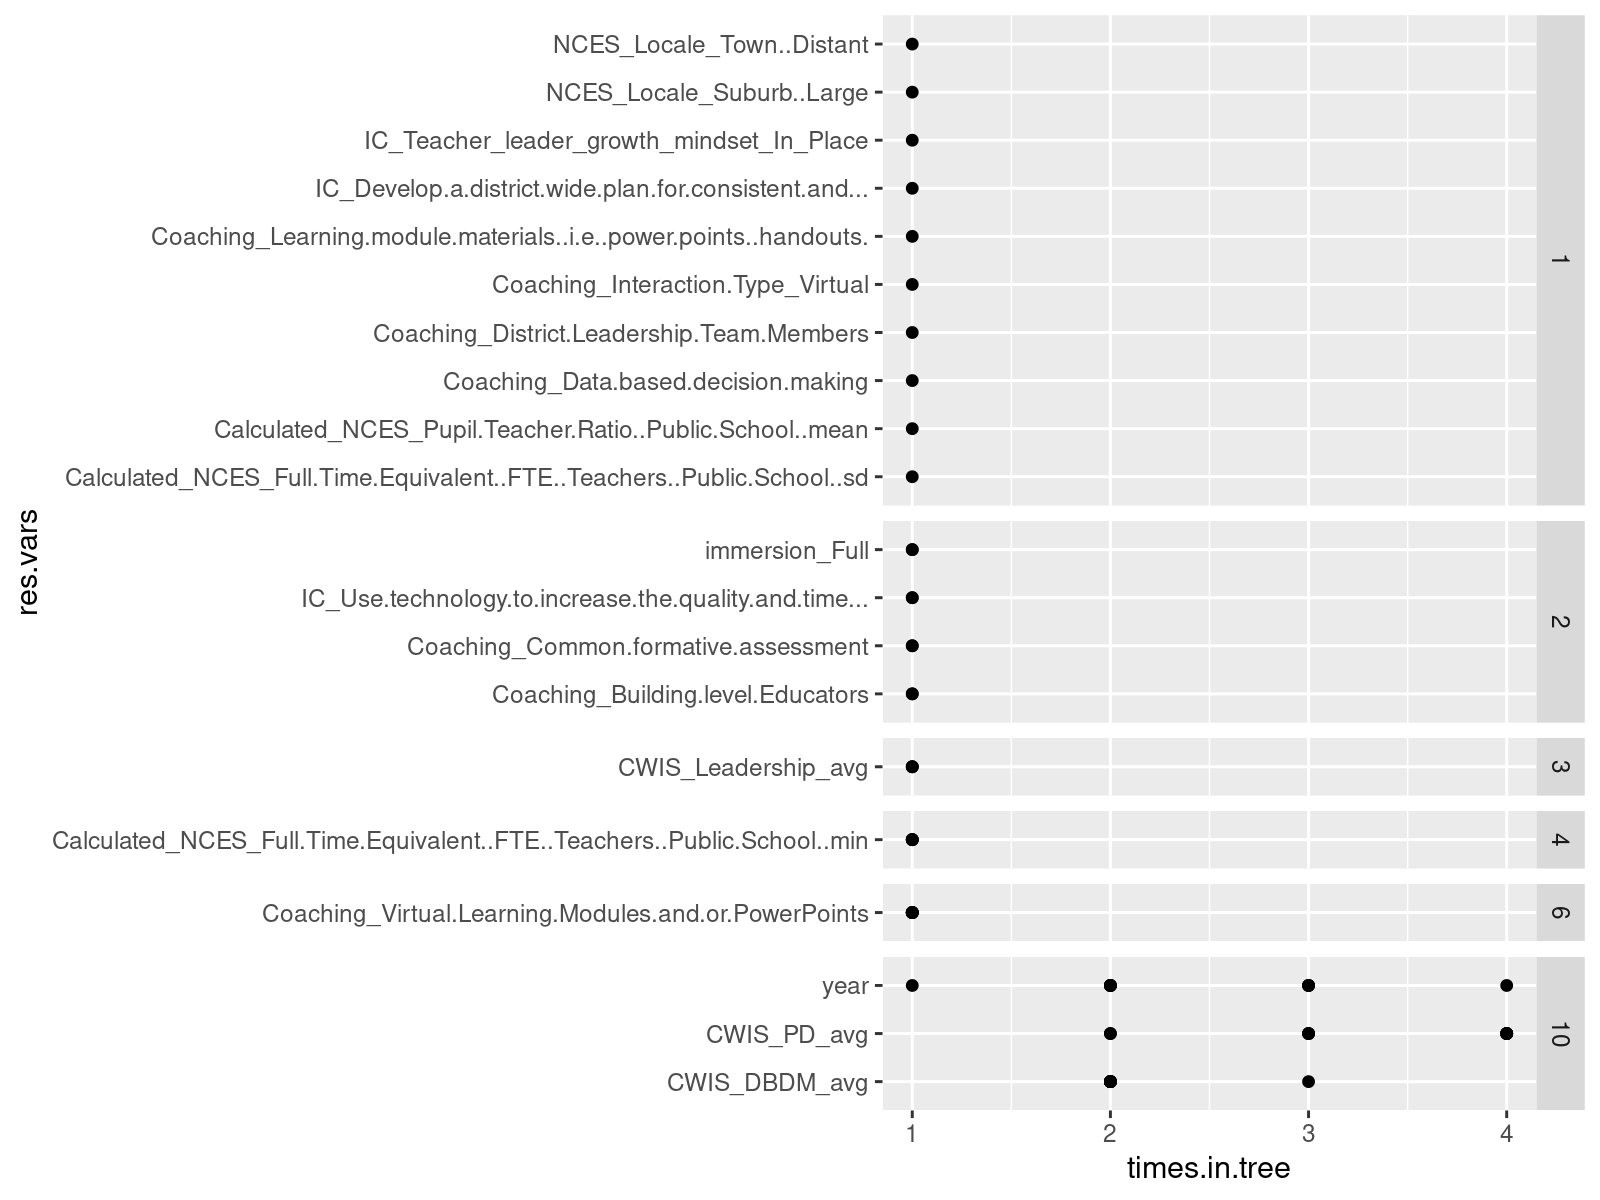 NCES_Locale_Town..Distant
NCES_Locale_Suburb..Large
IC_Teacher_leader_growth_mindset_In_Place
IC_Develop.a.district.wide.plan.for.consistent.and...
Coaching_Learning.module.materials..i.e..power.points..handouts.
Coaching_Interaction.Type_Virtual
Coaching_District.Leadership.Team.Members
Coaching_Data.based.decision.making
Calculated_NCES_Pupil.Teacher.Ratio..Public.School..mean
Calculated_NCES_Full.Time.Equivalent..FTE..Teachers..Public.School..sd
1
immersion_Full
IC_Use.technology.to.increase.the.quality.and.time...
Coaching_Common.formative.assessment
Coaching_Building.level.Educators
2
CWIS_Leadership_avg
3
Calculated_NCES_Full.Time.Equivalent..FTE..Teachers..Public.School..min
4
Coaching_Virtual.Learning.Modules.and.or.PowerPoints
6
year
CWIS_PD_avg
CWIS_DBDM_avg
10
res.vars
1 2 3 4
times.in.tree